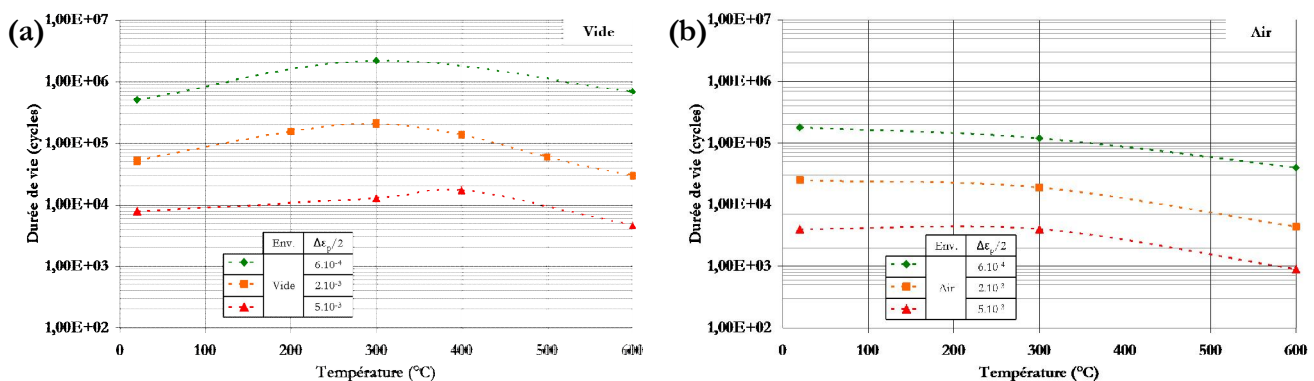 (a)
Vide
1,00E+07
1,00E+06
1,00E+05
1,00E+04
1,00E+03
1,00E+02
Durée de vie (cycles)
0 100 200 300 400 500 600
Température (°C)
Env. Δεp/2
Vide
6.10-4
2.10-3
5.10-3
(b)
Air
1,00E+07
1,00E+06
1,00E+05
1,00E+04
1,00E+03
1,00E+02
Durée de vie (cycles)
0 100 200 300 400 500 600
Température (°C)
Env. Δεp/2
Air
6.10-4
2.10-3
5.10-3